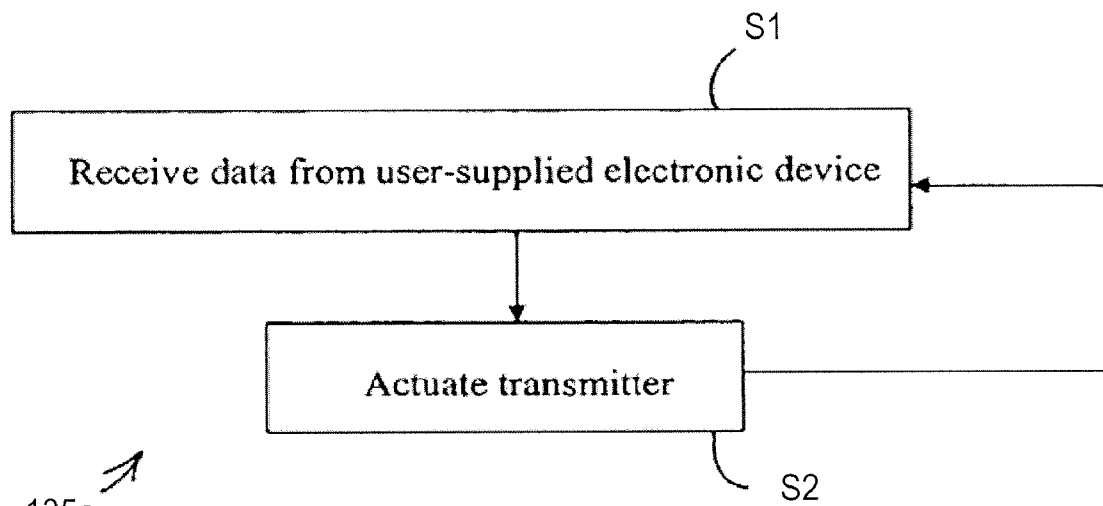 S1
Receive data from user-supplied electronic device
Actuate transmitter
S2